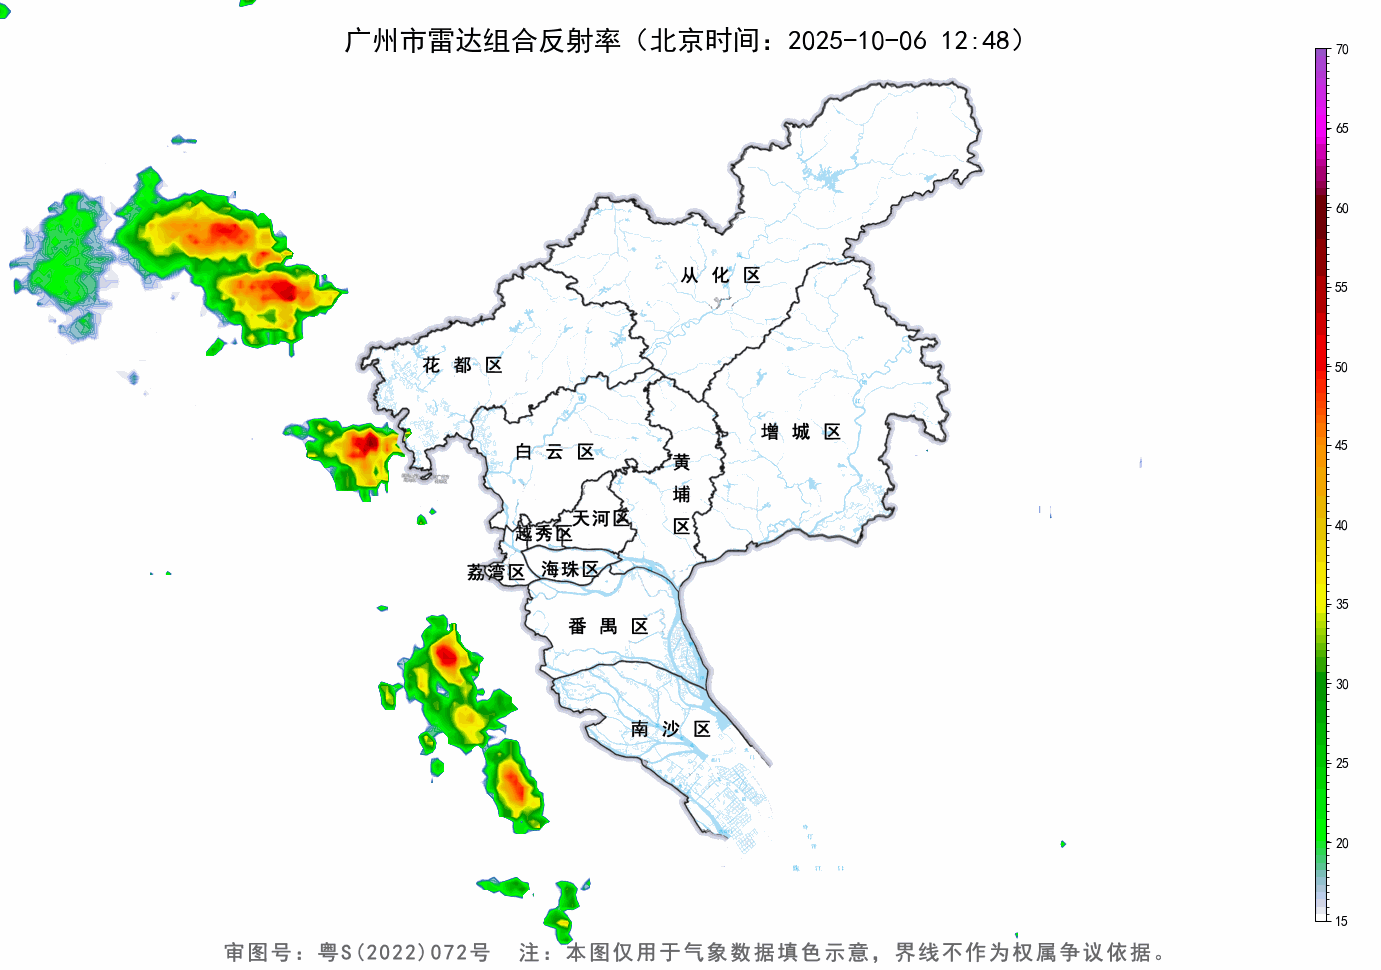 广州市雷达组合反射率（北京时间：2025-10-06 12:48）
70
65
60
55
50
45
40
35
30
25
20
15
从 化 区
花 都 区
增 城 区
白 云 区
黄
埔
区
天河区
越秀区
荔湾区
海珠区
番 禺 区
南 沙 区
审图号：粤S(2022)072号 注：本图仅用于气象数据填色示意，界线不作为权属争议依据。